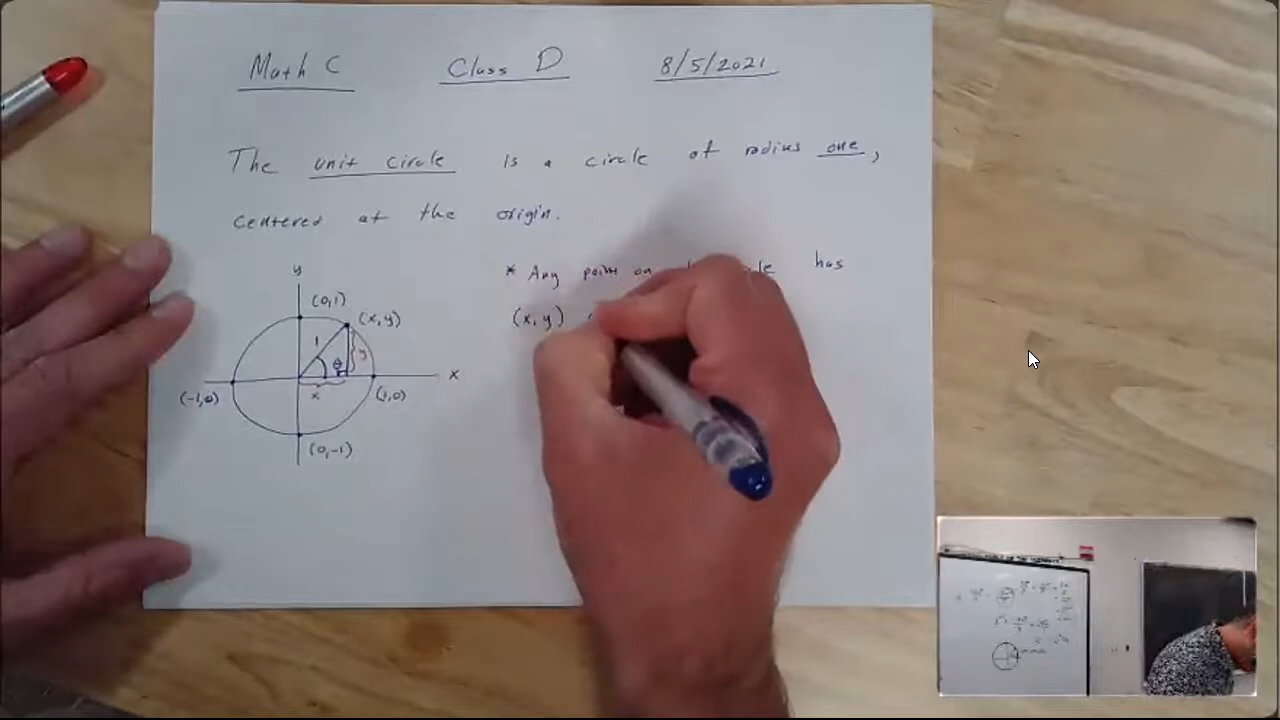 Math C Class D 8/5/2021
The unit circle is a circle of radius one,
centered at the origin.
* Any point on has
(x, y)
y
(0,1)
(x, y)
1
θ
y
x
x
(-1,0)
(1,0)
(0,-1)